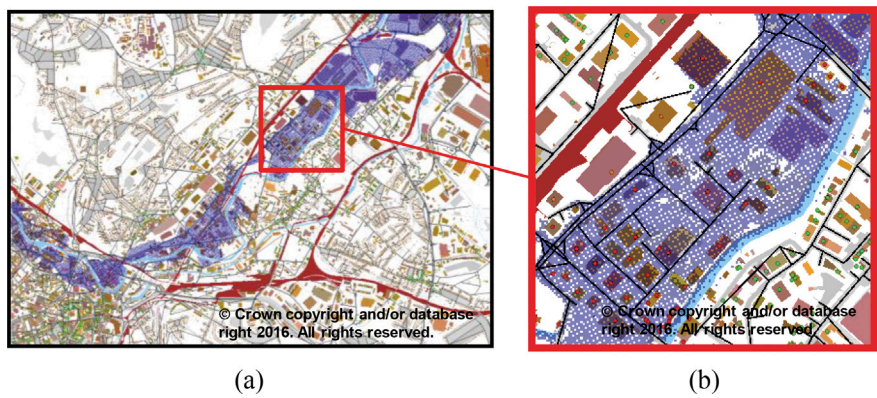 © Crown copyright and/or database
right 2016. All rights reserved.
© Crown copyright and/or database
right 2016. All rights reserved.
(a)
(b)